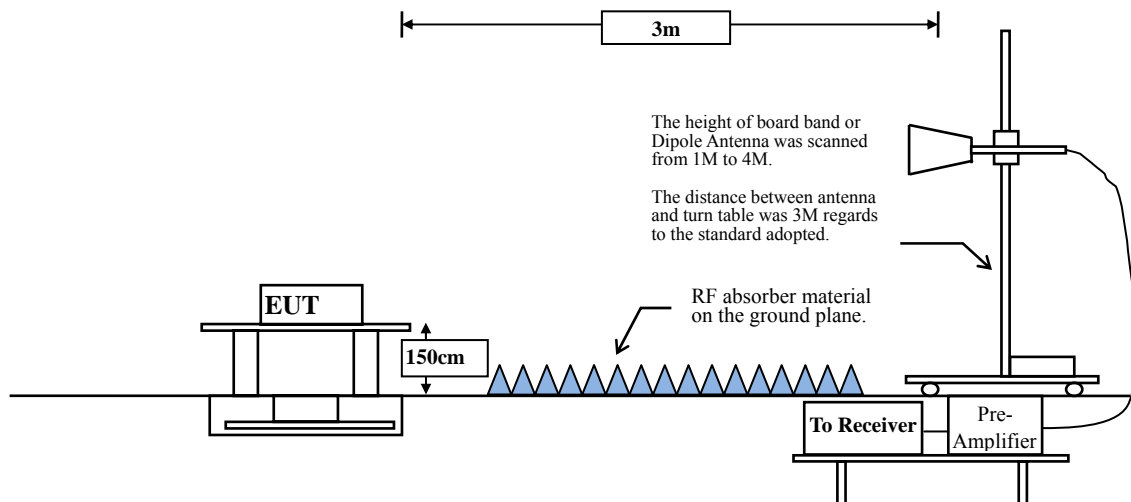 3m
The height of board band or
Dipole Antenna was scanned
from 1M to 4M.
The distance between antenna
and turn table was 3M regards
to the standard adopted.
EUT
RF absorber material
on the ground plane.
150cm
To Receiver
Pre-
Amplifier